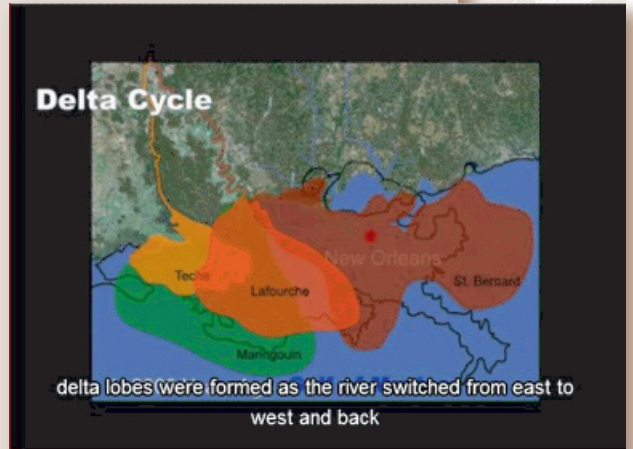 Delta Cycle
New Orleans
Teche
St. Bernard
Lafourche
Maringouin
delta lobes were formed as the river switched from east to
west and back